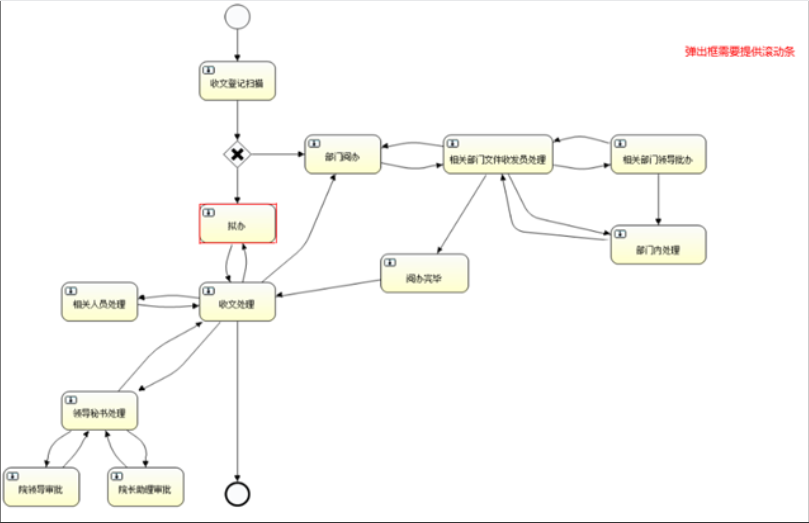 弹出框需要提供滚动条
收文登记扫描
部门阅办
相关部门文件收发员处理
相关部门领导批办
拟办
部门内处理
阅办完毕
相关人员处理
收文处理
领导秘书处理
院领导审批
院长助理审批